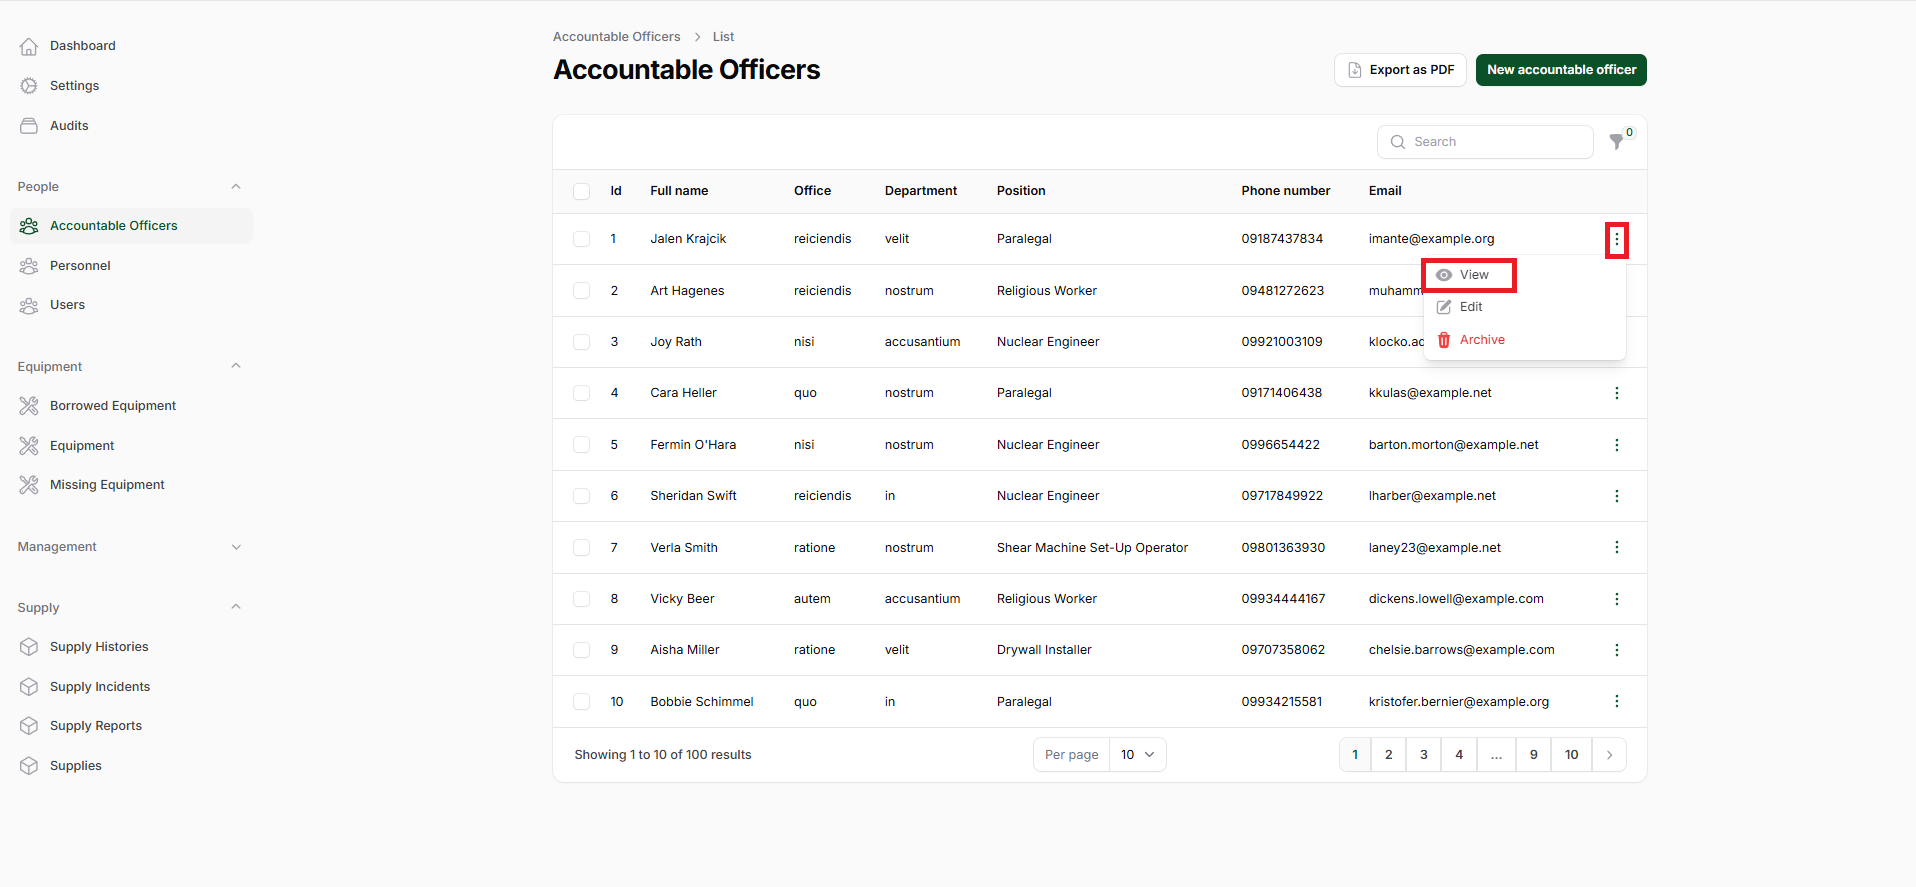 Dashboard
Settings
Audits
People
Accountable Officers
Personnel
Users
Equipment
Borrowed Equipment
Equipment
Missing Equipment
Management
Supply
Supply Histories
Supply Incidents
Supply Reports
Supplies
Accountable Officers > List
Accountable Officers
Export as PDF
New accountable officer
Search
0
Id Full name Office Department Position Phone number Email
1 Jalen Krajcik reiciendis velit Paralegal 09187437834 imante@example.org
View
Edit
Archive
2 Art Hagenes reiciendis nostrum Religious Worker 09481272623
3 Joy Rath nisi accusantium Nuclear Engineer 09921003109
4 Cara Heller quo nostrum Paralegal 09171406438 kkulas@example.net
5 Fermin O'Hara nisi nostrum Nuclear Engineer 0996654422 barton.morton@example.net
6 Sheridan Swift reiciendis in Nuclear Engineer 09717849922 lharber@example.net
7 Verla Smith ratione nostrum Shear Machine Set-Up Operator 09801363930 laney23@example.net
8 Vicky Beer autem accusantium Religious Worker 09934444167 dickens.lowell@example.com
9 Aisha Miller ratione velit Drywall Installer 09707358062 chelsie.barrows@example.com
10 Bobbie Schimmel quo in Paralegal 09934215581 kristofer.bernier@example.org
Showing 1 to 10 of 100 results
Per page 10
1 2 3 4 ... 9 10